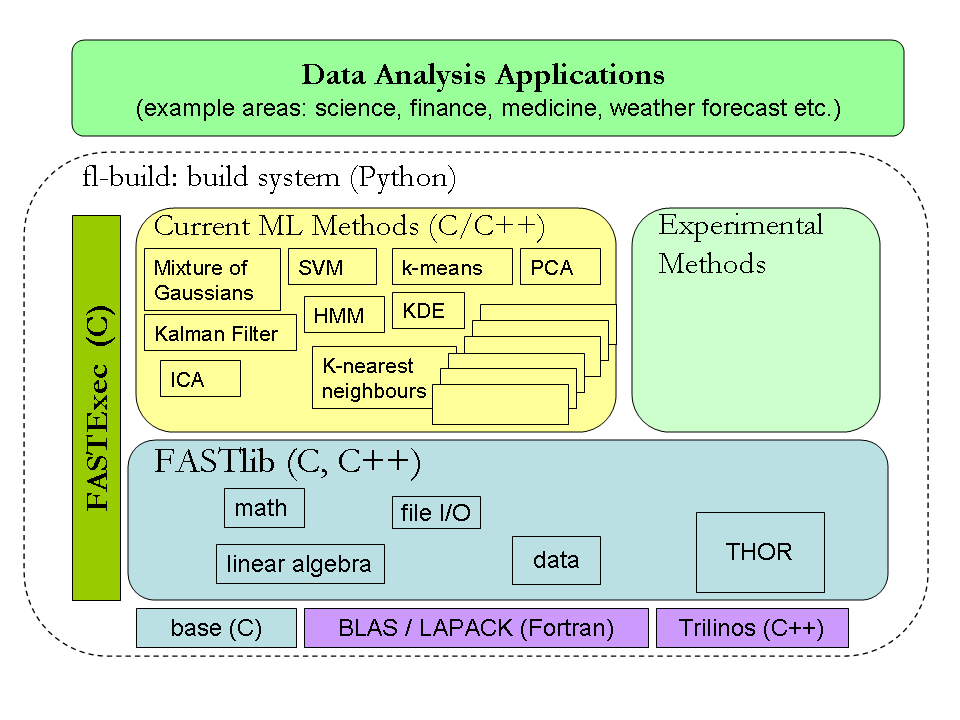 Data Analysis Applications
(example areas: science, finance, medicine, weather forecast etc.)
fl-build: build system (Python)
FASTExec (C)
Current ML Methods (C/C++)
Mixture of
Gaussians
SVM
k-means
PCA
Kalman Filter
HMM
KDE
ICA
K-nearest
neighbours
Experimental
Methods
FASTlib (C, C++)
math
file I/O
linear algebra
data
THOR
base (C)
BLAS / LAPACK (Fortran)
Trilinos (C++)